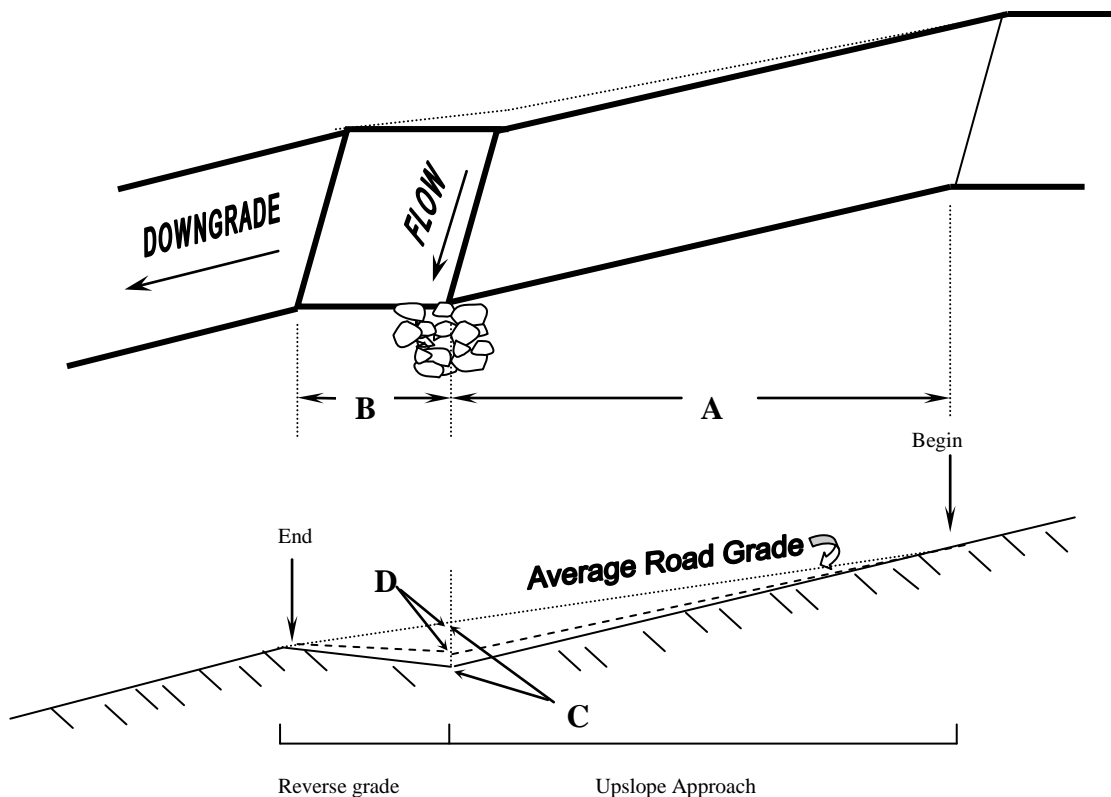 FLOW
DOWNGRADE
B
A
Begin
End
Average Road Grade
D
C
Reverse grade
Upslope Approach